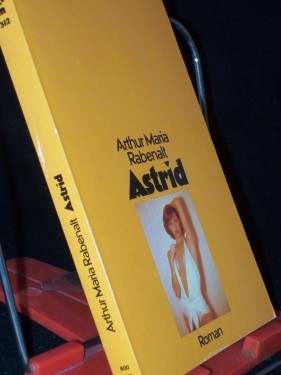 Arthur Maria
Rabenalt
Astrid
Roman
Arthur Maria Rabenalt Astrid